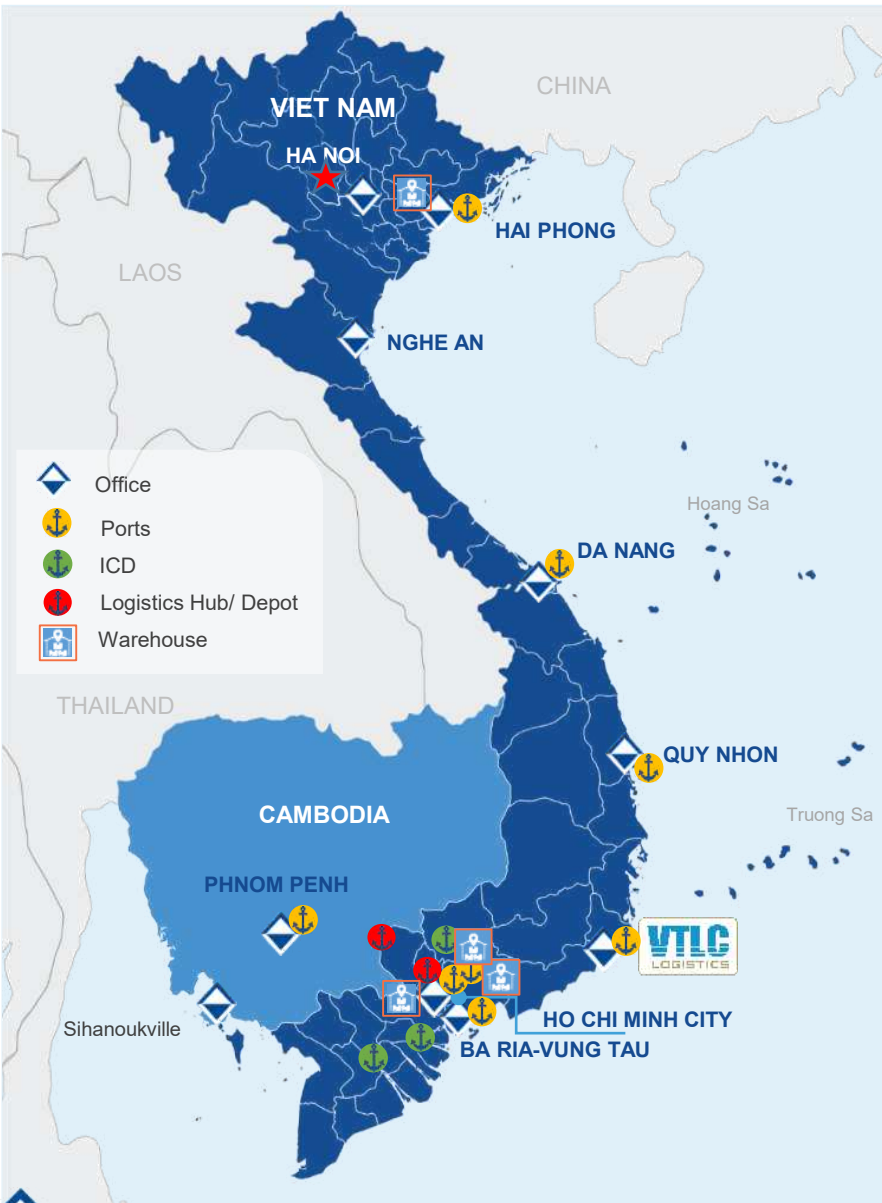 CHINA
VIET NAM
HA NOI
HAI PHONG
LAOS
NGHE AN
Office
Ports
ICD
Logistics Hub/ Depot
Warehouse
Hoang Sa
DA NANG
THAILAND
QUY NHON
CAMBODIA
Truong Sa
PHNOM PENH
VTLC
LOGISTICS
HO CHI MINH CITY
Sihanoukville
BA RIA-VUNG TAU